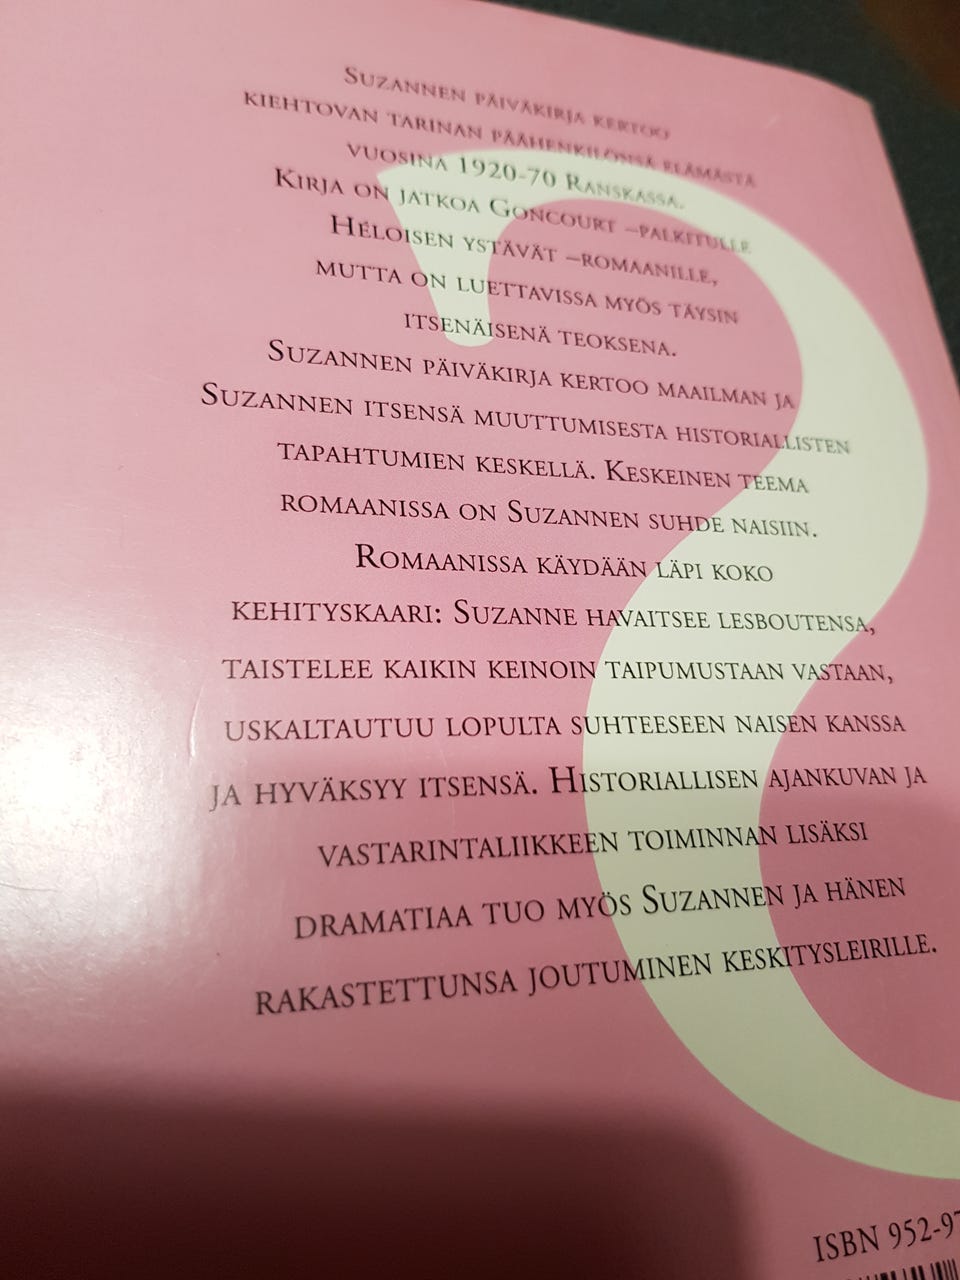 Suzannen päiväkirja kertoo
kiehtovan tarinan päähenkilönsä elämästä
vuosina 1920-70 Ranskassa.
Kirja on jatkoa Goncourt –palkitulle
Héloisen ystävät –romaanille,
mutta on luettavissa myös täysin
itsenäisenä teoksena.
Suzannen päiväkirja kertoo maailman ja
Suzannen itsensä muuttumisesta historiallisten
tapahtumien keskellä. Keskeinen teema
romaanissa on Suzannen suhde naisiin.
Romaanissa käydään läpi koko
kehityskaari: Suzanne havaitsee lesboutensa,
taistelee kaikin keinoin taipumustaan vastaan,
uskaltautuu lopulta suhteeseen naisen kanssa
ja hyväksyy itsensä. Historiallisen ajankuvan ja
vastarintaliikkeen toiminnan lisäksi
dramatiaa tuo myös Suzannen ja hänen
rakastettunsa joutuminen keskitysleirille.
ISBN 952-97